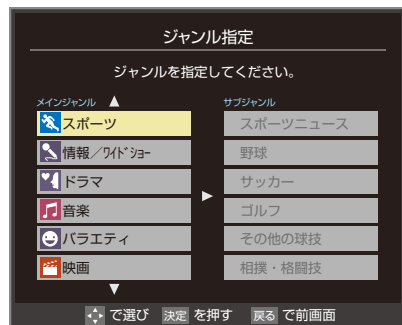 ジャンル指定
ジャンルを指定してください。
メインジャンル
サブジャンル
スポーツ
スポーツニュース
情報／ワイドショー
野球
ドラマ
サッカー
音楽
ゴルフ
バラエティ
その他の球技
映画
相撲・格闘技
で選び 決定 を押す 戻る で前画面